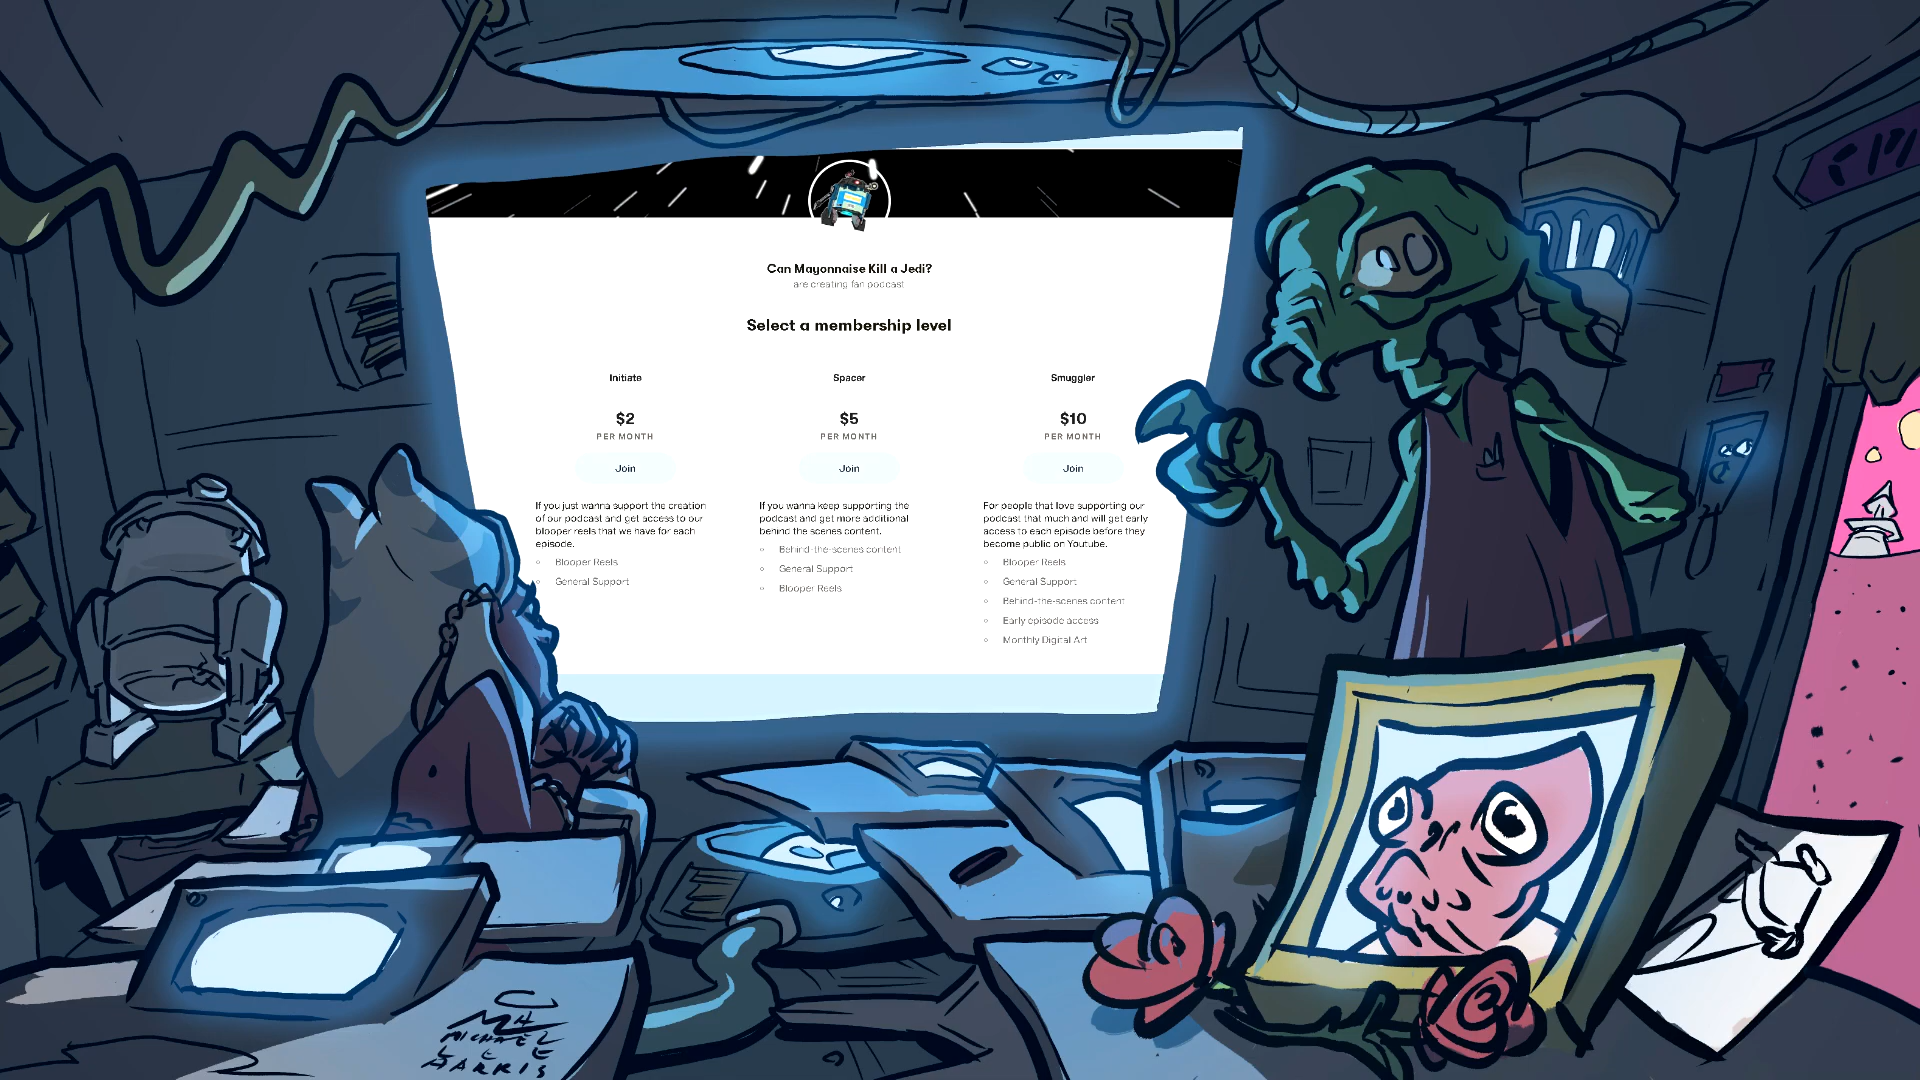 Can Mayonnaise Kill a Jedi?
are creating fan podcast
Select a membership level
Initiate
$2
PER MONTH
Join
If you just wanna support the creation
of our podcast and get access to our
blooper reels that we have for each
episode.
Blooper Reels
General Support
Spacer
$5
PER MONTH
Join
If you wanna keep supporting the
podcast and get more additional
behind the scenes content.
Behind-the-scenes content
General Support
Blooper Reels
Smuggler
$10
PER MONTH
Join
For people that love supporting our
podcast that much and will get early
access to each episode before they
become public on Youtube.
Blooper Reels
General Support
Behind-the-scenes content
Early episode access
Monthly Digital Art
MICHAEL
LEE
HARRIS